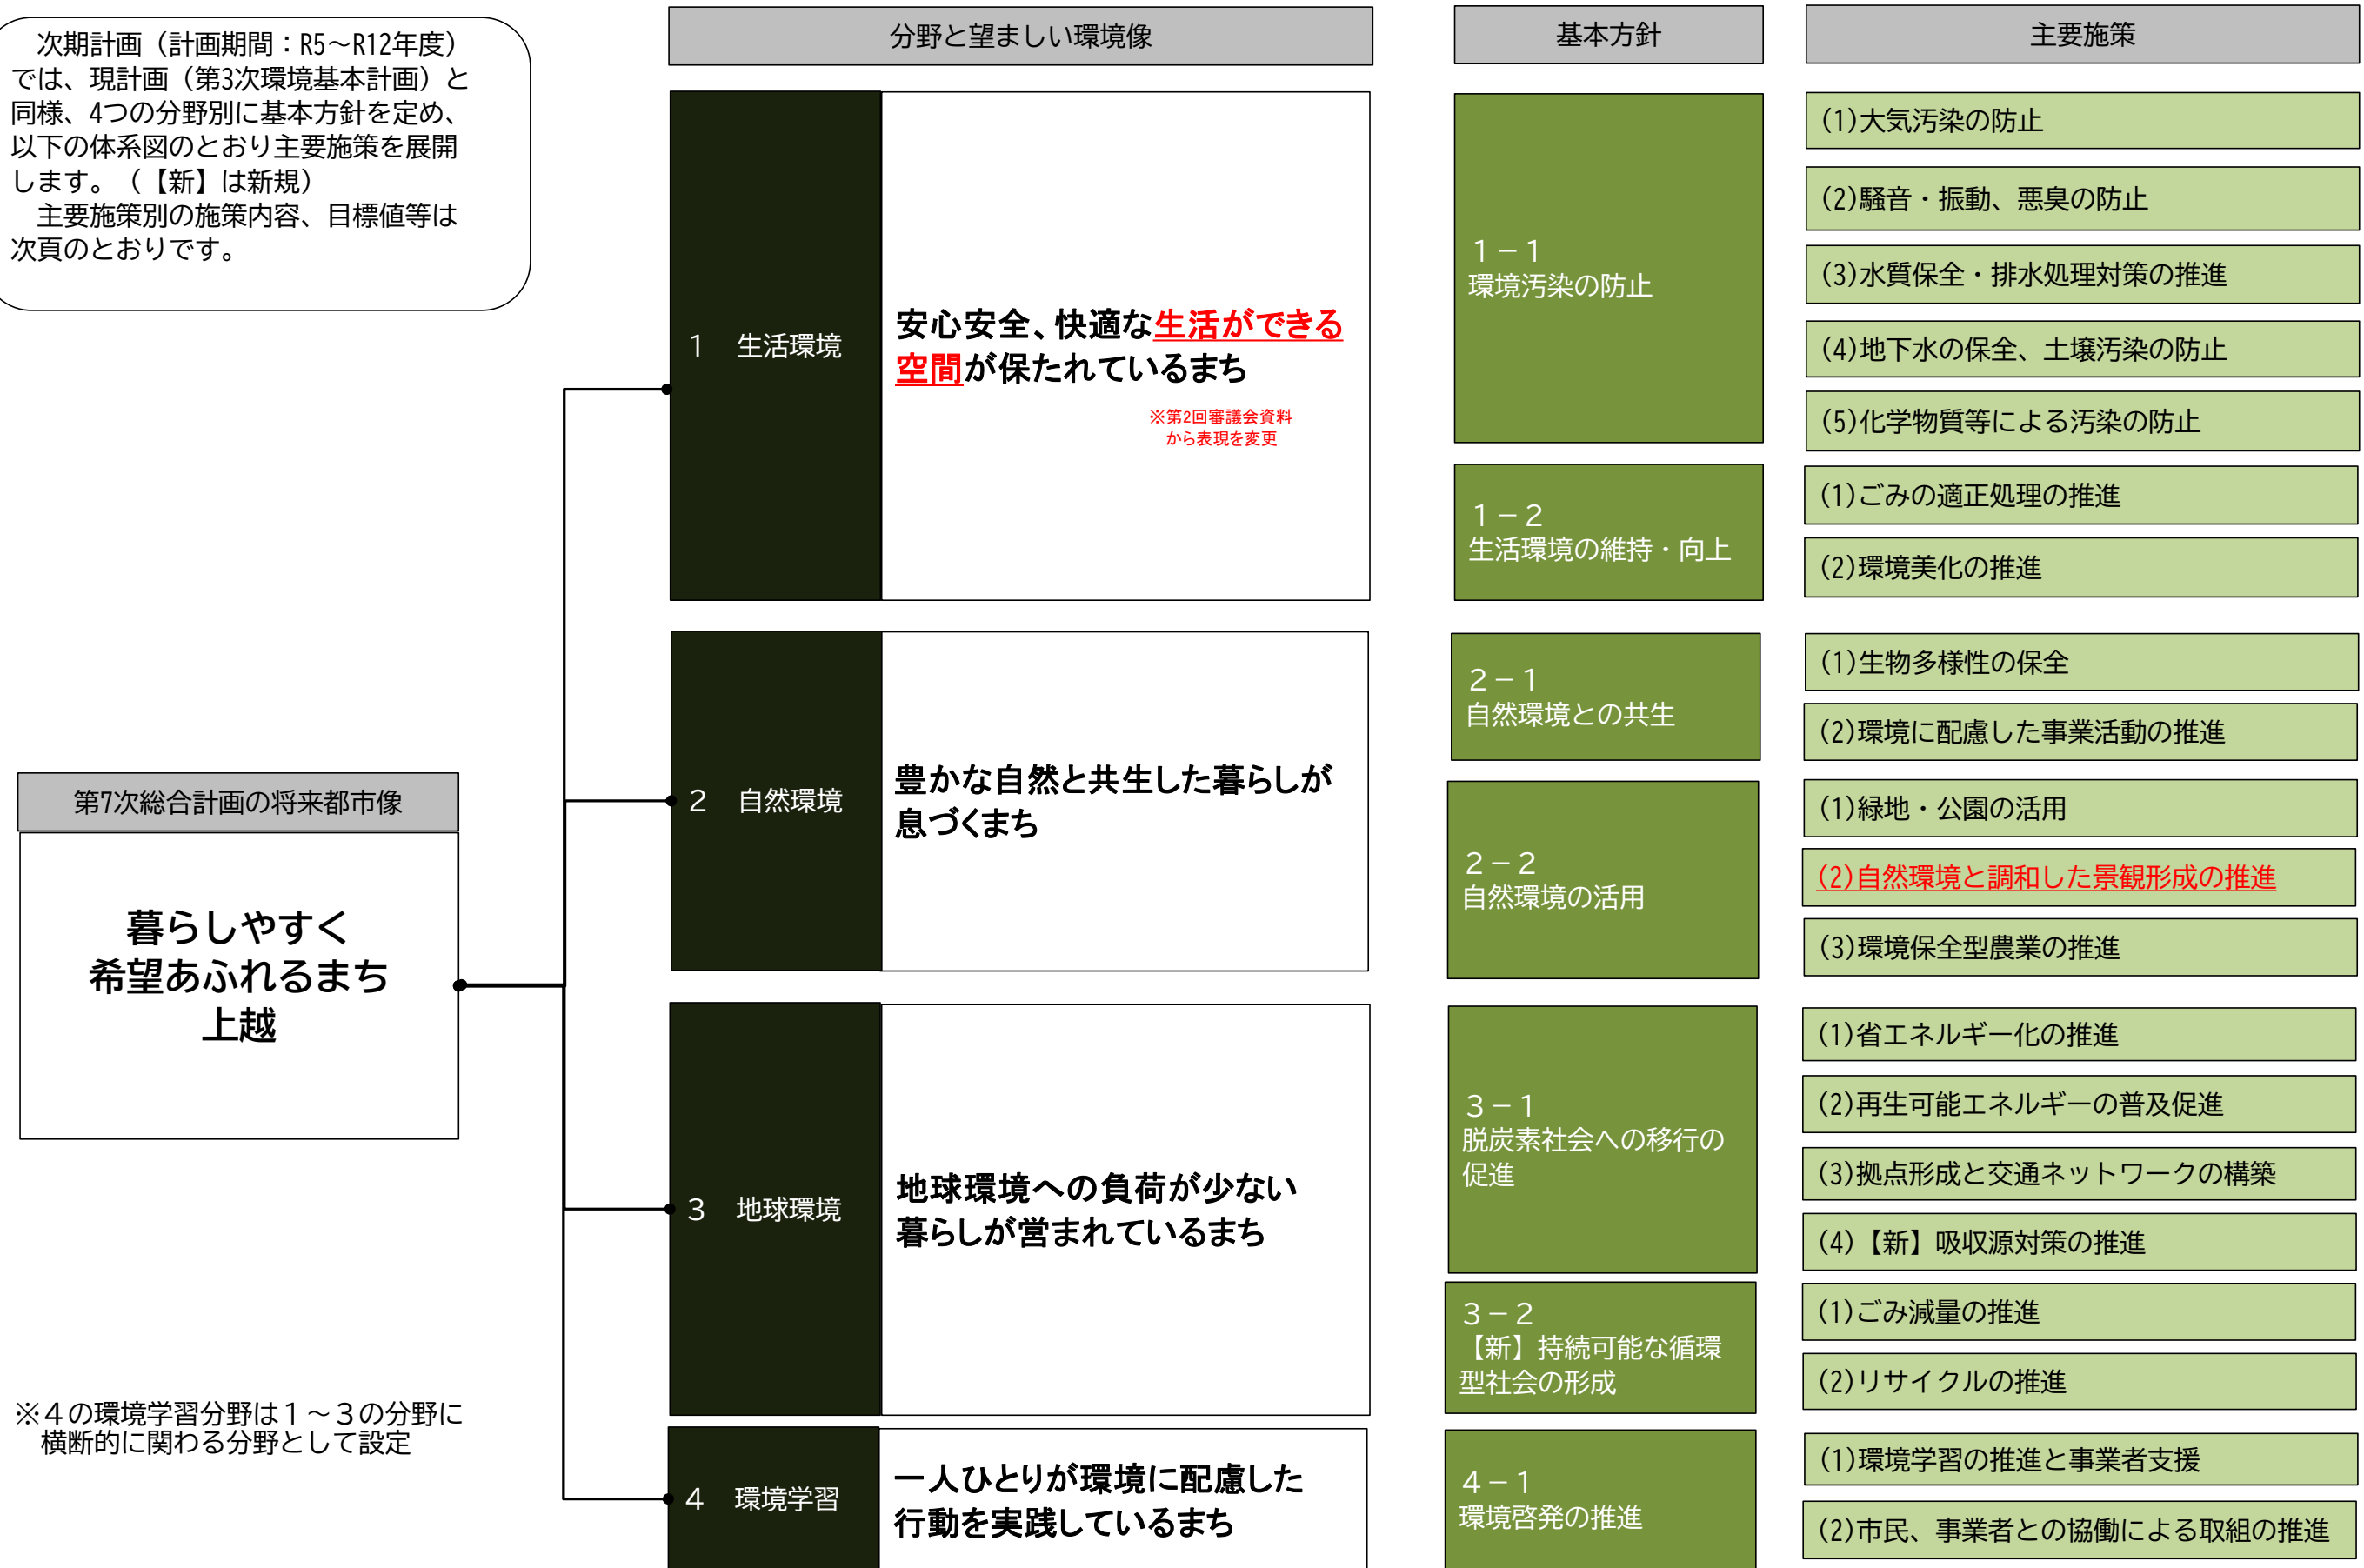 次期計画（計画期間：R5～R12年度）
では、現計画（第3次環境基本計画）と
同様、4つの分野別に基本方針を定め、
以下の体系図のとおり主要施策を展開
します。（【新】は新規）
主要施策別の施策内容、目標値等は
次頁のとおりです。
第7次総合計画の将来都市像
暮らしやすく
希望あふれるまち
上越
※４の環境学習分野は１～３の分野に
横断的に関わる分野として設定
分野と望ましい環境像
基本方針
主要施策
１　生活環境
安心安全、快適な生活ができる
空間が保たれているまち
※第2回審議会資料
から表現を変更
１－１
環境汚染の防止
(1)大気汚染の防止
(2)騒音・振動、悪臭の防止
(3)水質保全・排水処理対策の推進
(4)地下水の保全、土壌汚染の防止
(5)化学物質等による汚染の防止
１－２
生活環境の維持・向上
(1)ごみの適正処理の推進
(2)環境美化の推進
２　自然環境
豊かな自然と共生した暮らしが
息づくまち
２－１
自然環境との共生
(1)生物多様性の保全
(2)環境に配慮した事業活動の推進
２－２
自然環境の活用
(1)緑地・公園の活用
(2)自然環境と調和した景観形成の推進
(3)環境保全型農業の推進
３　地球環境
地球環境への負荷が少ない
暮らしが営まれているまち
３－１
脱炭素社会への移行の
促進
(1)省エネルギー化の推進
(2)再生可能エネルギーの普及促進
(3)拠点形成と交通ネットワークの構築
(4)【新】吸収源対策の推進
３－２
【新】持続可能な循環
型社会の形成
(1)ごみ減量の推進
(2)リサイクルの推進
４　環境学習
一人ひとりが環境に配慮した
行動を実践しているまち
４－１
環境啓発の推進
(1)環境学習の推進と事業者支援
(2)市民、事業者との協働による取組の推進